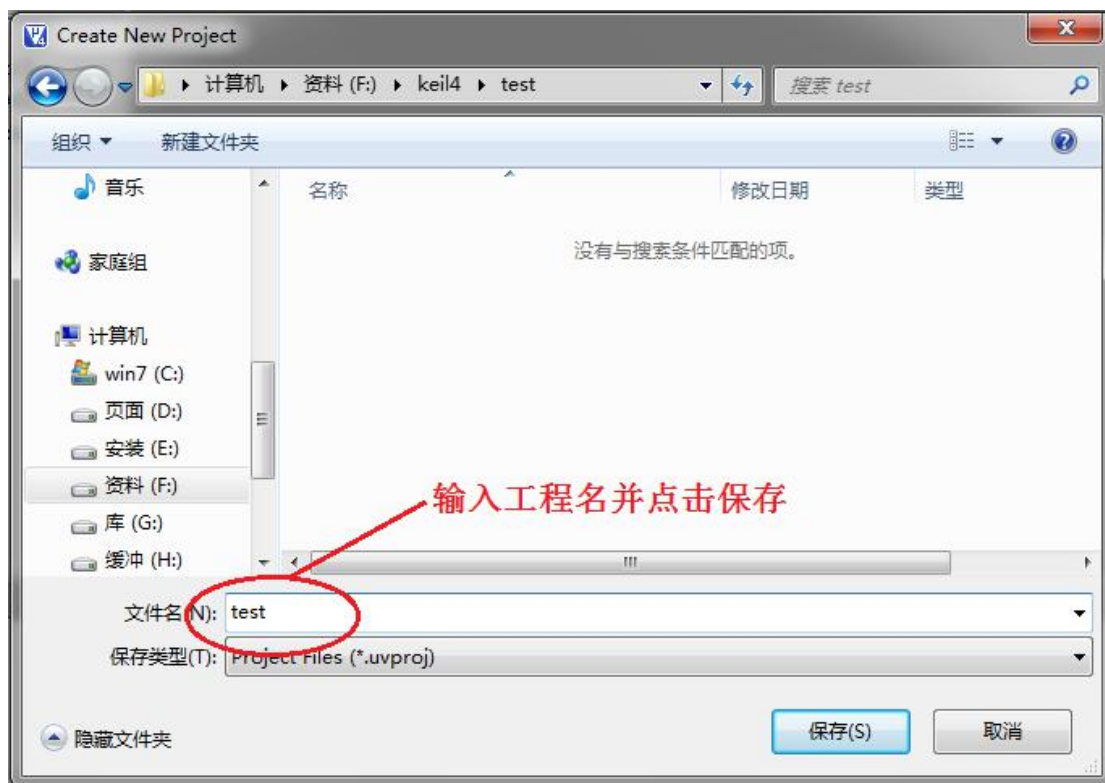 Create New Project
计算机 资料 (F:) keil4 test 搜索 test
组织 新建文件夹
音乐 名称 修改日期 类型
没有与搜索条件匹配的项。
家庭组
计算机
win7 (C:)
页面 (D:)
安装 (E:)
资料 (F:)
输入工程名并点击保存
库 (G:)
缓冲 (H:)
文件名(N): test
保存类型(T): Project Files (*.uvproj)
隐藏文件夹 保存(S) 取消